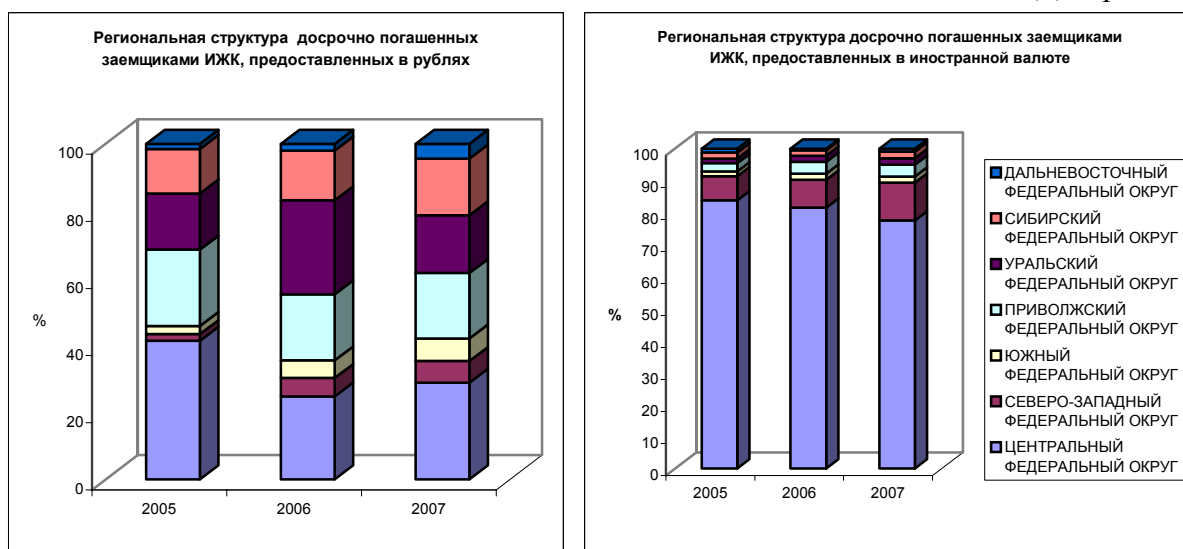 Региональная структура досрочно погашенных
заемщиками ИЖК, предоставленных в рублях
100
80
60
%
40
20
0
2005
2006
2007
Региональная структура досрочно погашенных заемщиками
ИЖК, предоставленных в иностранной валюте
100
90
80
70
60
%
50
40
30
20
10
0
2005
2006
2007
ДАЛЬНЕВОСТОЧНЫЙ
ФЕДЕРАЛЬНЫЙ ОКРУГ
СИБИРСКИЙ
ФЕДЕРАЛЬНЫЙ ОКРУГ
УРАЛЬСКИЙ
ФЕДЕРАЛЬНЫЙ ОКРУГ
ПРИВОЛЖСКИЙ
ФЕДЕРАЛЬНЫЙ ОКРУГ
ЮЖНЫЙ
ФЕДЕРАЛЬНЫЙ ОКРУГ
СЕВЕРО-ЗАПАДНЫЙ
ФЕДЕРАЛЬНЫЙ ОКРУГ
ЦЕНТРАЛЬНЫЙ
ФЕДЕРАЛЬНЫЙ ОКРУГ